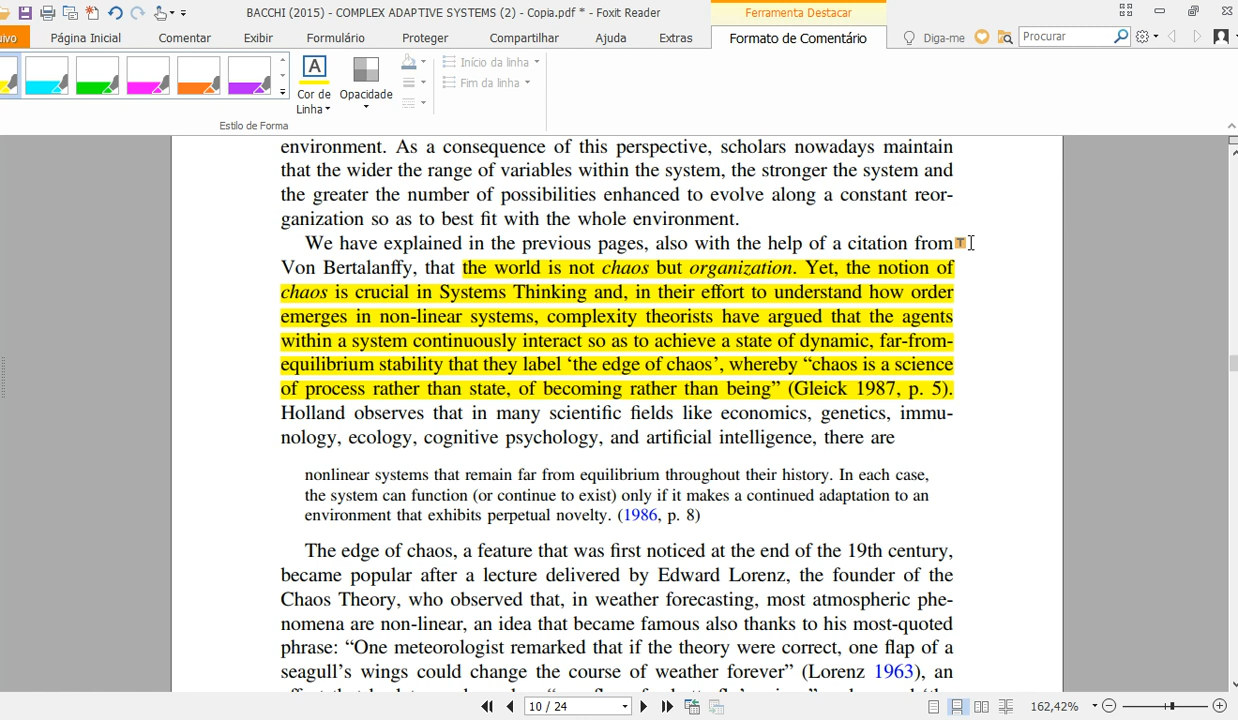 BACCHI (2015) - COMPLEX ADAPTIVE SYSTEMS (2) - Copia.pdf * - Foxit Reader
Ferramenta Destacar
ivo Página Inicial Comentar Exibir Formulário Proteger Compartilhar Ajuda Extras Formato de Comentário Diga-me Procurar
A
Cor de Linha
Opacidade
Início da linha
Fim da linha
Estilo de Forma
environment. As a consequence of this perspective, scholars nowadays maintain
that the wider the range of variables within the system, the stronger the system and
the greater the number of possibilities enhanced to evolve along a constant reor-
ganization so as to best fit with the whole environment.
We have explained in the previous pages, also with the help of a citation from T
Von Bertalanffy, that the world is not chaos but organization. Yet, the notion of
chaos is crucial in Systems Thinking and, in their effort to understand how order
emerges in non-linear systems, complexity theorists have argued that the agents
within a system continuously interact so as to achieve a state of dynamic, far-from-
equilibrium stability that they label ‘the edge of chaos’, whereby “chaos is a science
of process rather than state, of becoming rather than being” (Gleick 1987, p. 5).
Holland observes that in many scientific fields like economics, genetics, immu-
nology, ecology, cognitive psychology, and artificial intelligence, there are
nonlinear systems that remain far from equilibrium throughout their history. In each case,
the system can function (or continue to exist) only if it makes a continued adaptation to an
environment that exhibits perpetual novelty. (1986, p. 8)
The edge of chaos, a feature that was first noticed at the end of the 19th century,
became popular after a lecture delivered by Edward Lorenz, the founder of the
Chaos Theory, who observed that, in weather forecasting, most atmospheric phe-
nomena are non-linear, an idea that became famous also thanks to his most-quoted
phrase: “One meteorologist remarked that if the theory were correct, one flap of a
seagull’s wings could change the course of weather forever” (Lorenz 1963), an
10 / 24
162,42%